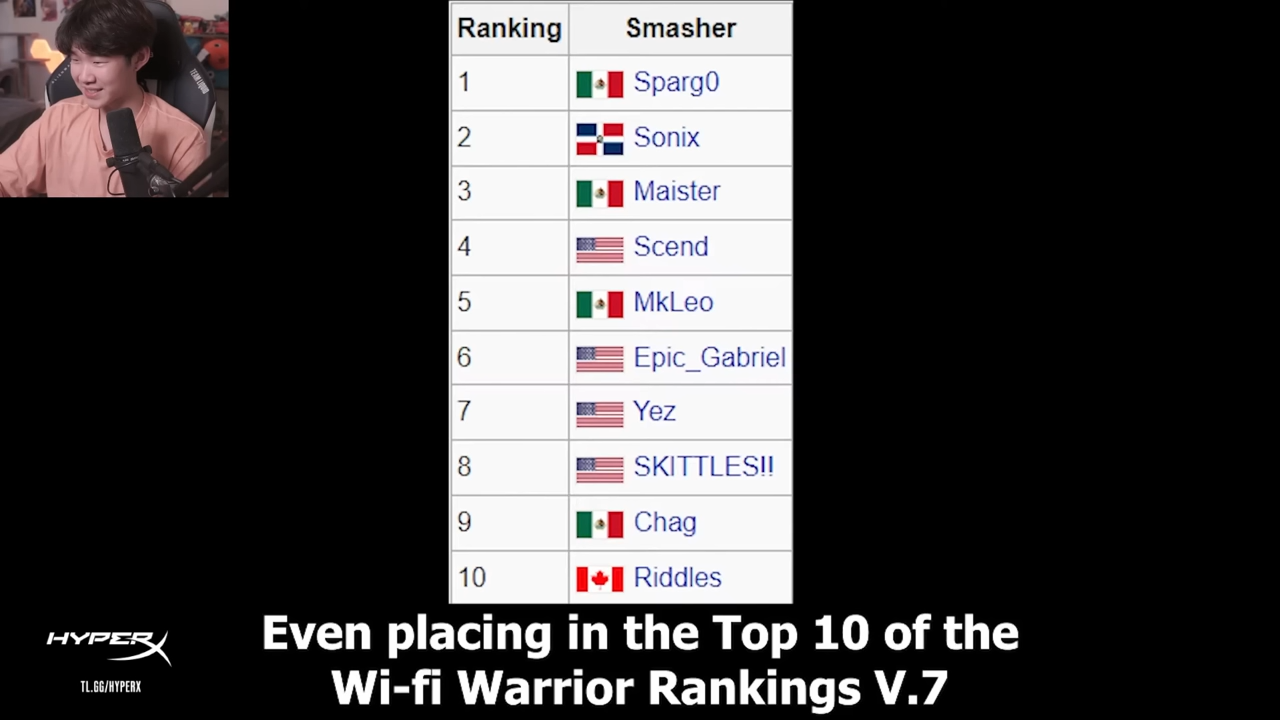 Ranking Smasher
1 Sparg0
2 Sonix
3 Maister
4 Scend
5 MkLeo
6 Epic_Gabriel
7 Yez
8 SKITTLES!!
9 Chag
10 Riddles
Even placing in the Top 10 of the
Wi-fi Warrior Rankings V.7
HYPERX
TL.GG/HYPERX